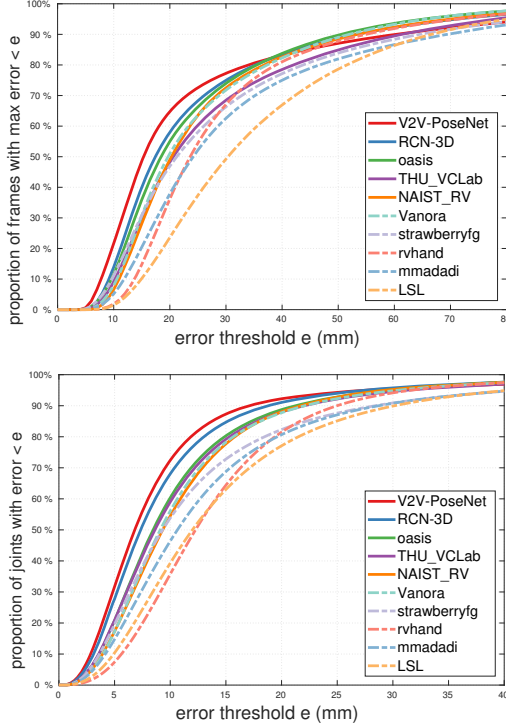 100%
90%
80%
70%
60%
50%
40%
30%
20%
10 %
0 %
proportion of frames with max error < e
V2V-PoseNet
RCN-3D
oasis
THU_VCLab
NAIST_RV
Vanora
strawberryfg
rvhand
mmadadi
LSL
0 10 20 30 40 50 60 70 80
error threshold e (mm)
100%
90%
80%
70%
60%
50%
40%
30%
20%
10 %
0 %
proportion of joints with error < e
V2V-PoseNet
RCN-3D
oasis
THU_VCLab
NAIST_RV
Vanora
strawberryfg
rvhand
mmadadi
LSL
0 5 10 15 20 25 30 35 40
error threshold e (mm)